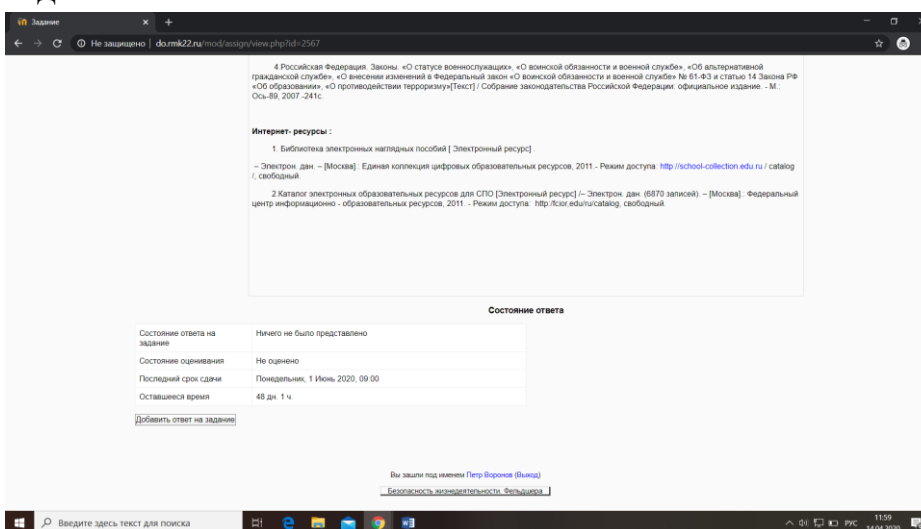 Задание
Не защищено | do.rmk22.ru/mod/assign/view.php?id=2567
4 Российская Федерация. Законы. «О статусе военнослужащих», «О воинской обязанности и военной службе», «Об альтернативной
гражданской службе», «О внесении изменений в Федеральный закон «О воинской обязанности и военной службе» № 61-ФЗ и статью 14 Закона РФ
«Об образовании», «О противодействии терроризму»[Текст] / Собрание законодательства Российской Федерации: официальное издание. - М.:
Ось-89, 2007.-241с.
Интернет- ресурсы :
1. Библиотека электронных наглядных пособий [ Электронный ресурс] .
– Электрон. дан. – [Москва].: Единая коллекция цифровых образовательных ресурсов, 2011.- Режим доступа: http://school-collection.edu.ru / catalog
/, свободный.
2.Каталог электронных образовательных ресурсов для СПО [Электронный ресурс] /– Электрон. дан. (6870 записей). – [Москва].: Федеральный
центр информационно - образовательных ресурсов, 2011. - Режим доступа: http:/fcior,edu/ru/catalog, свободный.
Состояние ответа
Состояние ответа на задание Ничего не было представлено
Состояние оценивания Не оценено
Последний срок сдачи Понедельник, 1 Июнь 2020, 09:00
Оставшееся время 48 дн. 1 ч.
Добавить ответ на задание
Вы зашли под именем Петр Воронов (Выход)
Безопасность жизнедеятельности. Фельдшера
Введите здесь текст для поиска
РУС
11:59
14.04.2020